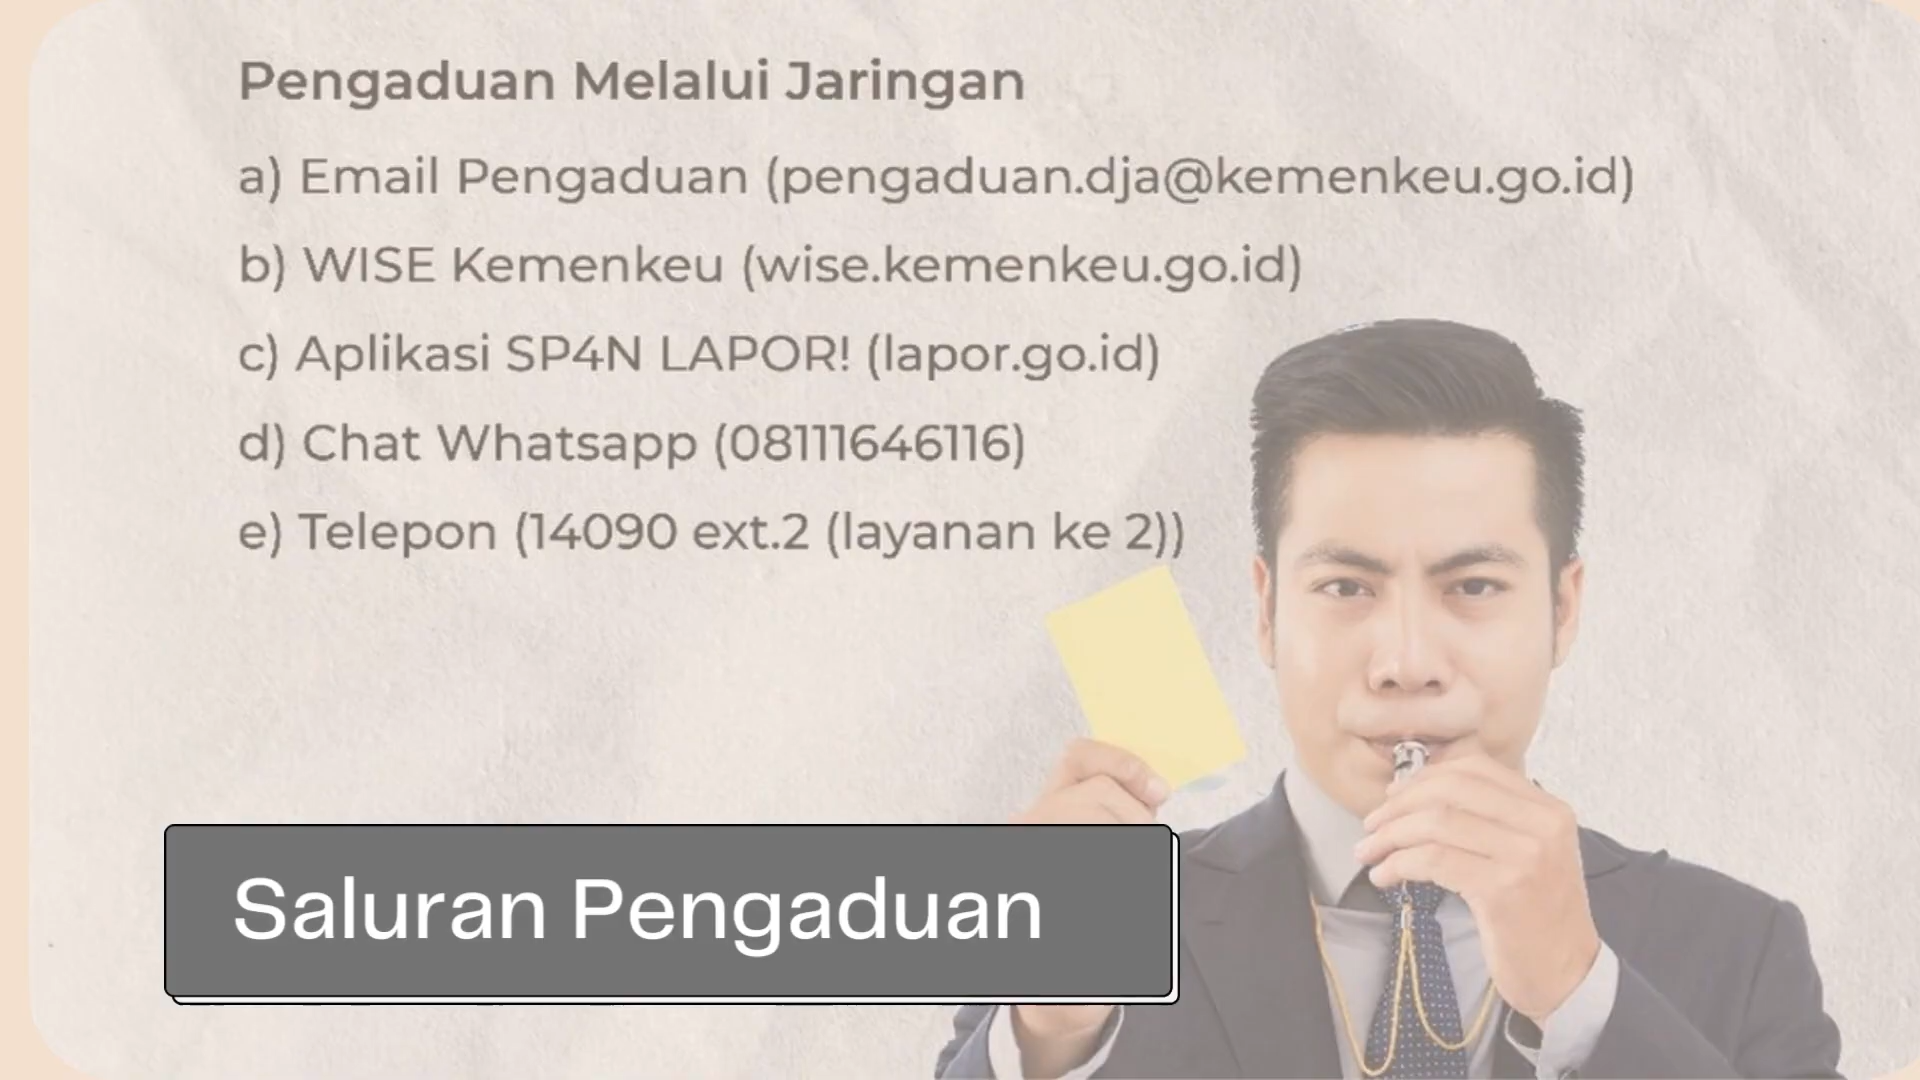 Pengaduan Melalui Jaringan
a) Email Pengaduan (pengaduan.dja@kemenkeu.go.id)
b) WISE Kemenkeu (wise.kemenkeu.go.id)
c) Aplikasi SP4N LAPOR! (lapor.go.id)
d) Chat Whatsapp (08111646116)
e) Telepon (14090 ext.2 (layanan ke 2))
Saluran Pengaduan